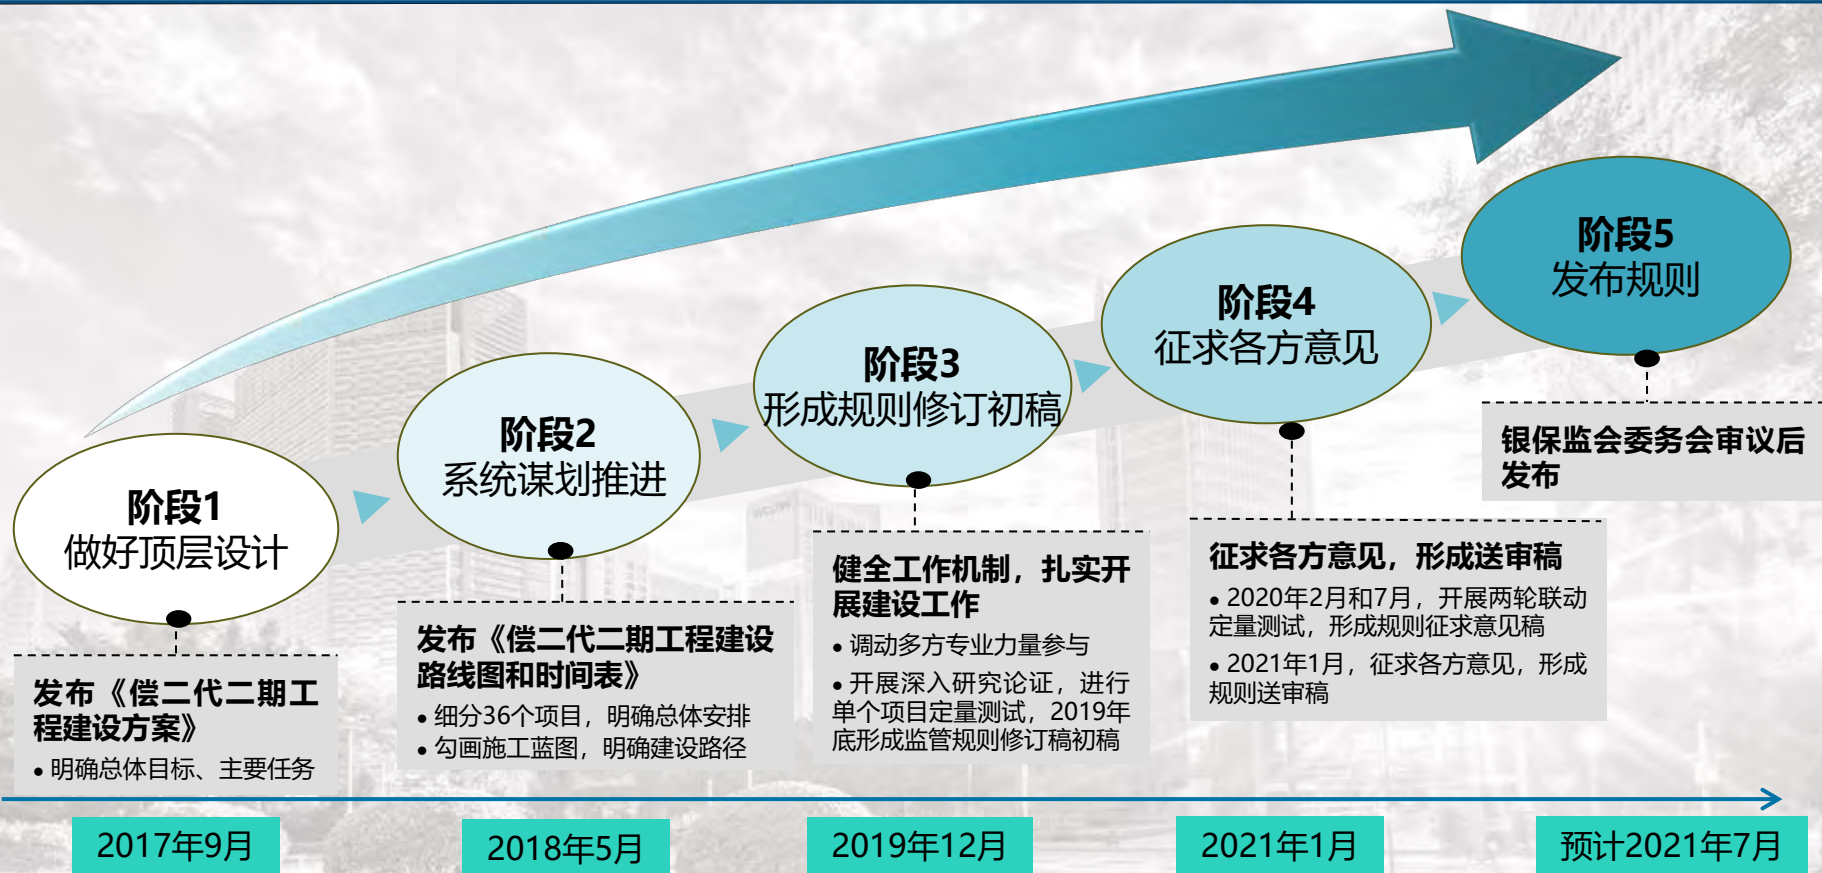 阶段1
做好顶层设计
发布《偿二代二期工
程建设方案》
• 明确总体目标、主要任务
2017年9月
阶段2
系统谋划推进
发布《偿二代二期工程建设
路线图和时间表》
• 细分36个项目，明确总体安排
• 勾画施工蓝图，明确建设路径
2018年5月
阶段3
形成规则修订初稿
健全工作机制，扎实开
展建设工作
• 调动多方专业力量参与
• 开展深入研究论证，进行
单个项目定量测试，2019年
底形成监管规则修订稿初稿
2019年12月
阶段4
征求各方意见
征求各方意见，形成送审稿
• 2020年2月和7月，开展两轮联动
定量测试，形成规则征求意见稿
• 2021年1月，征求各方意见，形成
规则送审稿
2021年1月
阶段5
发布规则
银保监会委务会审议后
发布
预计2021年7月